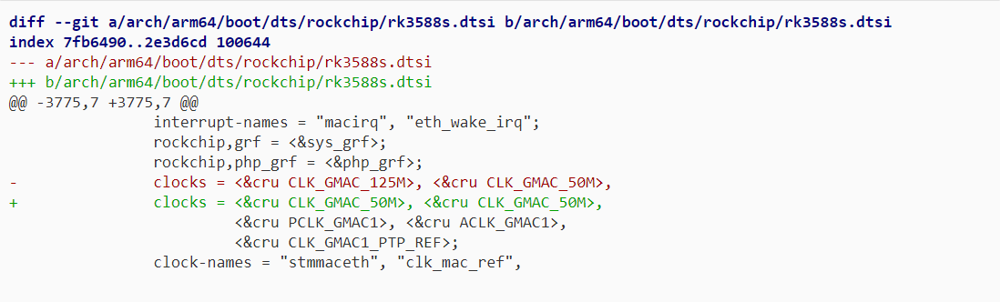 diff --git a/arch/arm64/boot/dts/rockchip/rk3588s.dtsi b/arch/arm64/boot/dts/rockchip/rk3588s.dtsi
index 7fb6490..2e3d6cd 100644
--- a/arch/arm64/boot/dts/rockchip/rk3588s.dtsi
+++ b/arch/arm64/boot/dts/rockchip/rk3588s.dtsi
@@ -3775,7 +3775,7 @@
                interrupt-names = "macirq", "eth_wake_irq";
                rockchip,grf = <&sys_grf>;
                rockchip,php_grf = <&php_grf>;
-               clocks = <&cru CLK_GMAC_125M>, <&cru CLK_GMAC_50M>,
+               clocks = <&cru CLK_GMAC_50M>, <&cru CLK_GMAC_50M>,
                         <&cru PCLK_GMAC1>, <&cru ACLK_GMAC1>,
                         <&cru CLK_GMAC1_PTP_REF>;
                clock-names = "stmmaceth", "clk_mac_ref",